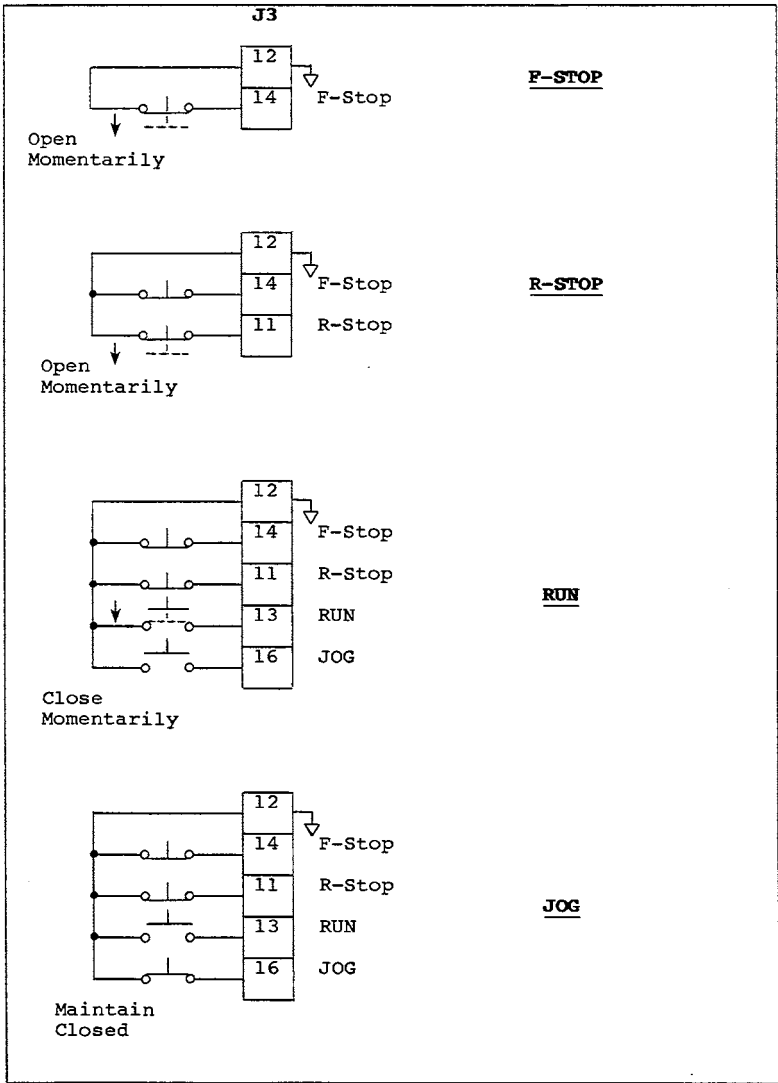 J3
12
F-STOP
14 F-Stop
Open
Momentarily
12
14 F-Stop
R-STOP
11 R-Stop
Open
Momentarily
12
14 F-Stop
11 R-Stop
RUN
13 RUN
16 JOG
Close
Momentarily
12
14 F-Stop
11 R-Stop
JOG
13 RUN
16 JOG
Maintain
Closed